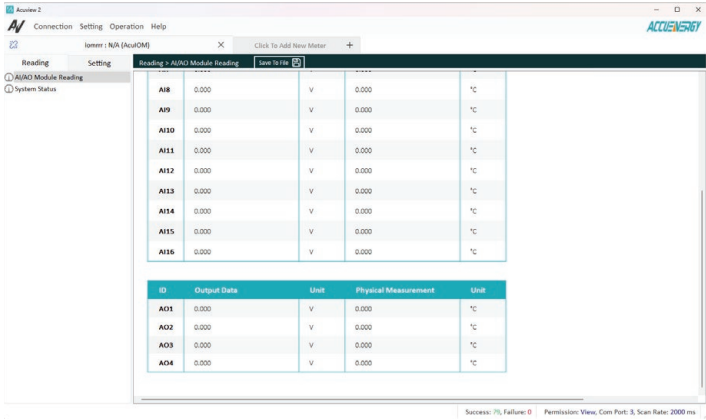 Acuview 2
Connection Setting Operation Help
ACCUENERGY
Iomrrr : N/A (AcuIOM) × Click To Add New Meter +
Reading Setting Reading > AI/AO Module Reading Save To File
AI/AO Module Reading
System Status
AI8 0.000 V 0.000 °C
AI9 0.000 V 0.000 °C
AI10 0.000 V 0.000 °C
AI11 0.000 V 0.000 °C
AI12 0.000 V 0.000 °C
AI13 0.000 V 0.000 °C
AI14 0.000 V 0.000 °C
AI15 0.000 V 0.000 °C
AI16 0.000 V 0.000 °C
ID Output Data Unit Physical Measurement Unit
AO1 0.000 V 0.000 °C
AO2 0.000 V 0.000 °C
AO3 0.000 V 0.000 °C
AO4 0.000 V 0.000 °C
Success: 76, Failure: 0 Permission: View, Com Port: 3, Scan Rate: 2000 ms